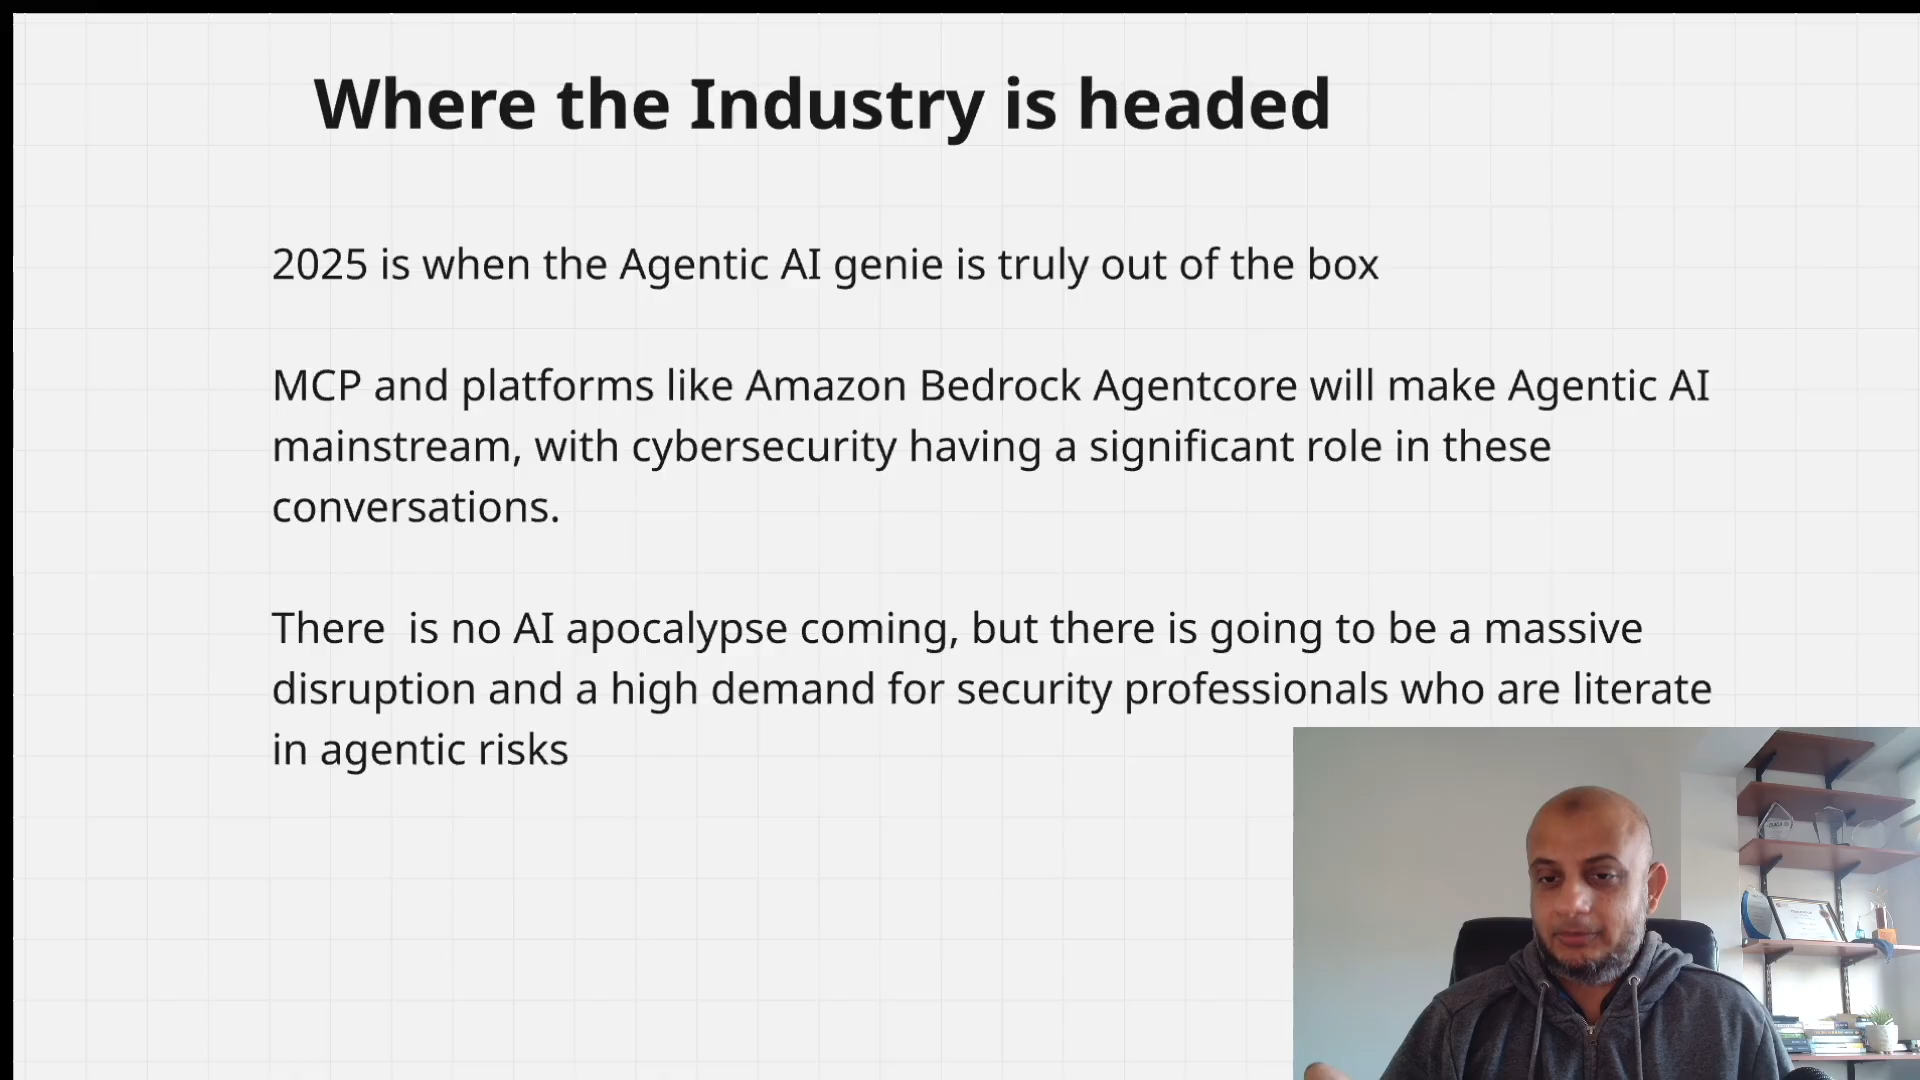 Where the Industry is headed
2025 is when the Agentic AI genie is truly out of the box
MCP and platforms like Amazon Bedrock Agentcore will make Agentic AI
mainstream, with cybersecurity having a significant role in these
conversations.
There  is no AI apocalypse coming, but there is going to be a massive
disruption and a high demand for security professionals who are literate
in agentic risks